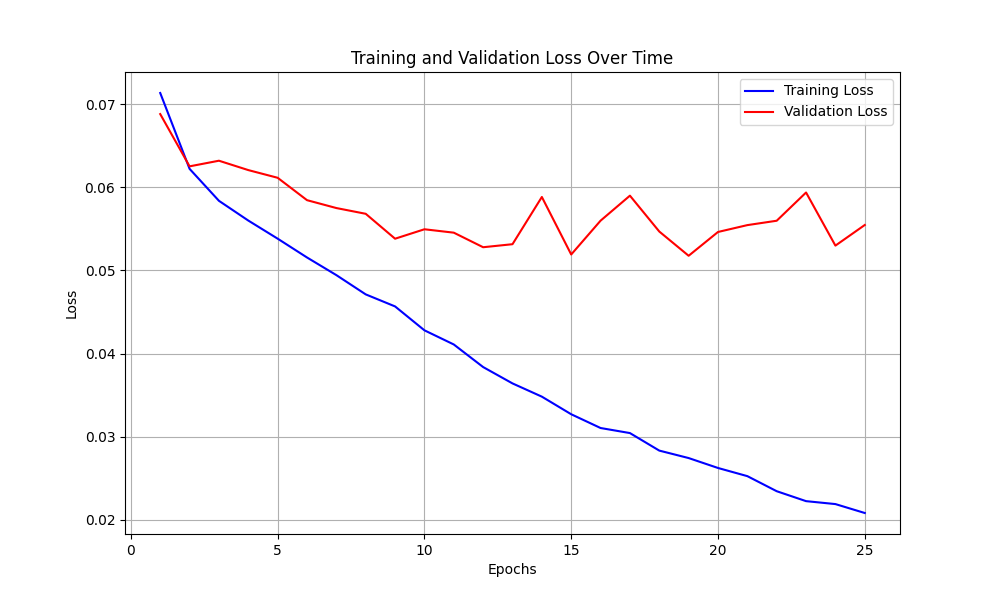 Training and Validation Loss Over Time
Training Loss
Validation Loss
0.07
0.06
0.05
0.04
0.03
0.02
Loss
0 5 10 15 20 25
Epochs